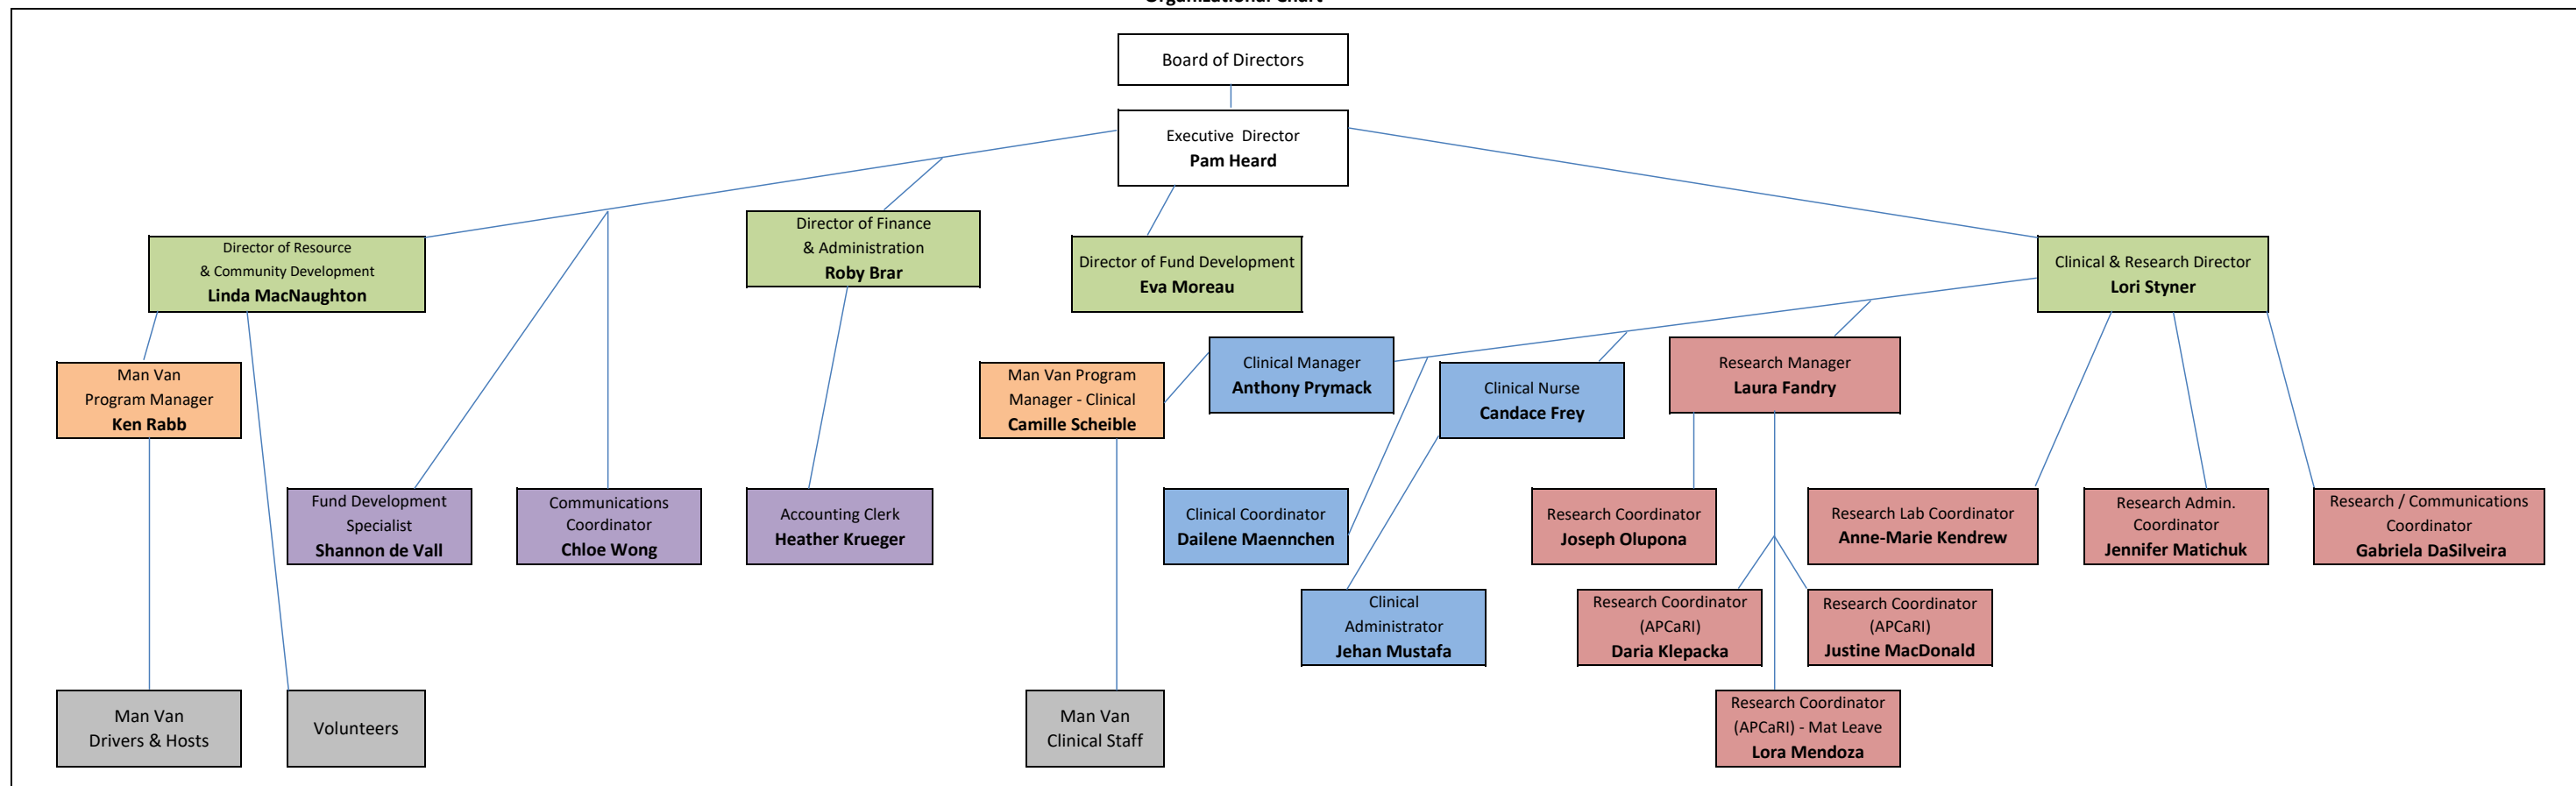 Organizational Chart
Board of Directors
Executive Director
Pam Heard
Director of Resource
& Community Development
Linda MacNaughton
Director of Finance
& Administration
Roby Brar
Director of Fund Development
Eva Moreau
Clinical & Research Director
Lori Styner
Man Van
Program Manager
Ken Rabb
Man Van Program
Manager - Clinical
Camille Scheible
Clinical Manager
Anthony Prymack
Clinical Nurse
Candace Frey
Research Manager
Laura Fandry
Fund Development
Specialist
Shannon de Vall
Communications
Coordinator
Chloe Wong
Accounting Clerk
Heather Krueger
Clinical Coordinator
Dailene Maennchen
Research Coordinator
Joseph Olupona
Research Lab Coordinator
Anne-Marie Kendrew
Research Admin.
Coordinator
Jennifer Matichuk
Research / Communications
Coordinator
Gabriela DaSilveira
Clinical
Administrator
Jehan Mustafa
Research Coordinator
(APCaRI)
Daria Klepacka
Research Coordinator
(APCaRI)
Justine MacDonald
Man Van
Drivers & Hosts
Volunteers
Man Van
Clinical Staff
Research Coordinator
(APCaRI) - Mat Leave
Lora Mendoza